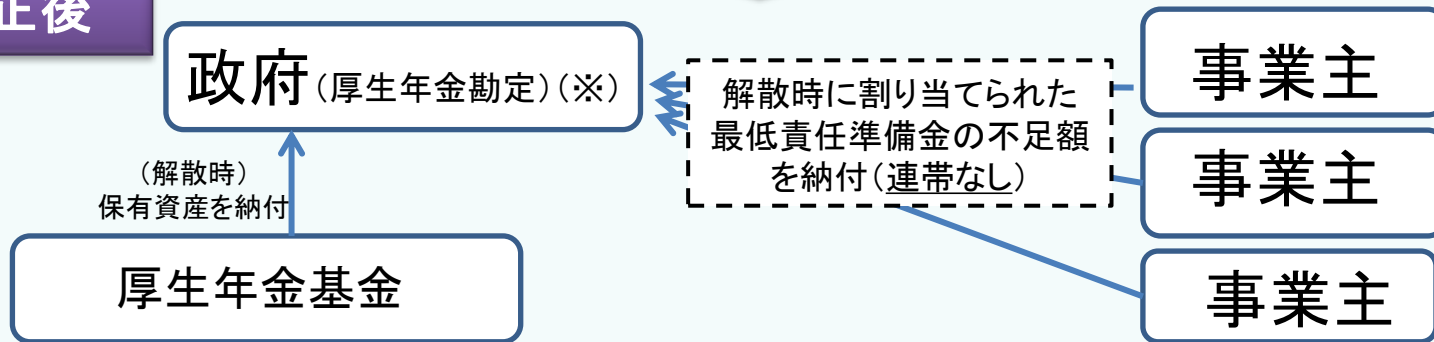 正後
政府(厚生年金勘定)(※)
解散時に割り当てられた
最低責任準備金の不足額
を納付(連帯なし)
事業主
事業主
事業主
(解散時)
保有資産を納付
厚生年金基金